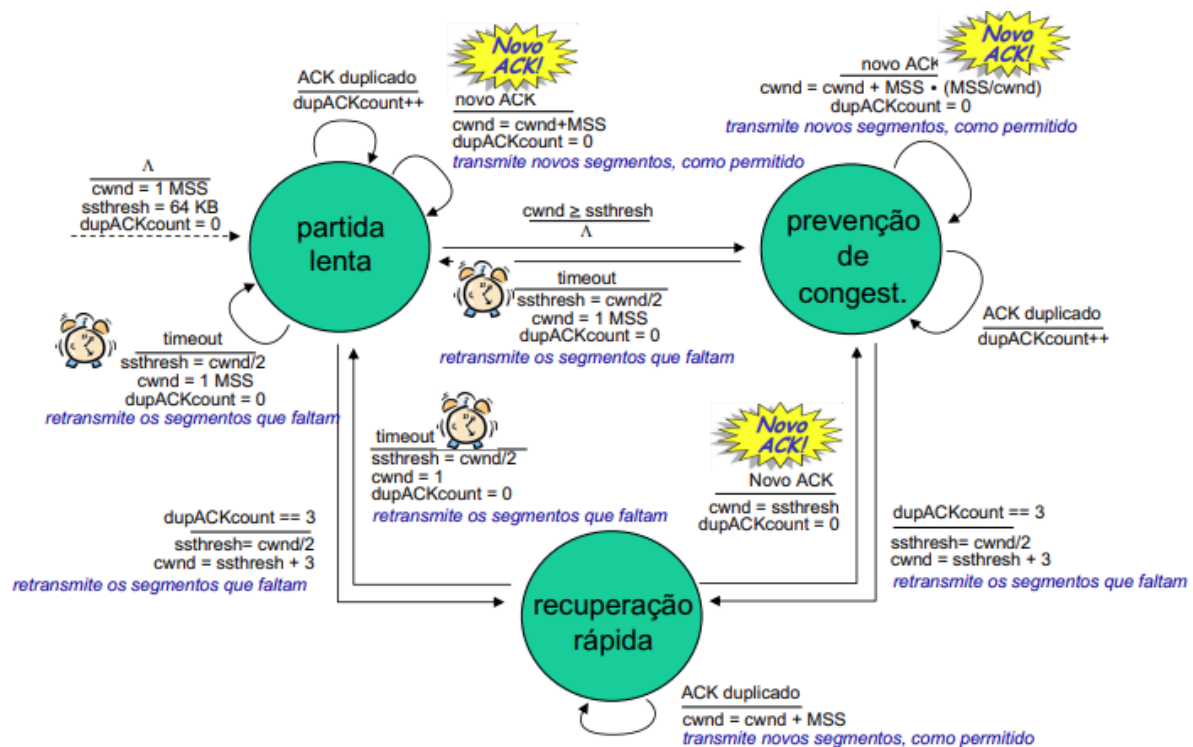 Novo
ACK!
ACK duplicado
dupACKcount++
novo ACK
cwnd = cwnd+MSS
dupACKcount = 0
transmite novos segmentos, como permitido
Novo
ACK!
novo ACK
cwnd = cwnd + MSS • (MSS/cwnd)
dupACKcount = 0
transmite novos segmentos, como permitido
Λ
cwnd = 1 MSS
ssthresh = 64 KB
dupACKcount = 0
partida
lenta
cwnd ≥ ssthresh
Λ
prevenção
de
congest.
timeout
ssthresh = cwnd/2
cwnd = 1 MSS
dupACKcount = 0
retransmite os segmentos que faltam
ACK duplicado
dupACKcount++
timeout
ssthresh = cwnd/2
cwnd = 1 MSS
dupACKcount = 0
retransmite os segmentos que faltam
timeout
ssthresh = cwnd/2
cwnd = 1
dupACKcount = 0
retransmite os segmentos que faltam
Novo
ACK!
Novo ACK
cwnd = ssthresh
dupACKcount = 0
dupACKcount == 3
ssthresh= cwnd/2
cwnd = ssthresh + 3
retransmite os segmentos que faltam
dupACKcount == 3
ssthresh= cwnd/2
cwnd = ssthresh + 3
retransmite os segmentos que faltam
recuperação
rápida
ACK duplicado
cwnd = cwnd + MSS
transmite novos segmentos, como permitido